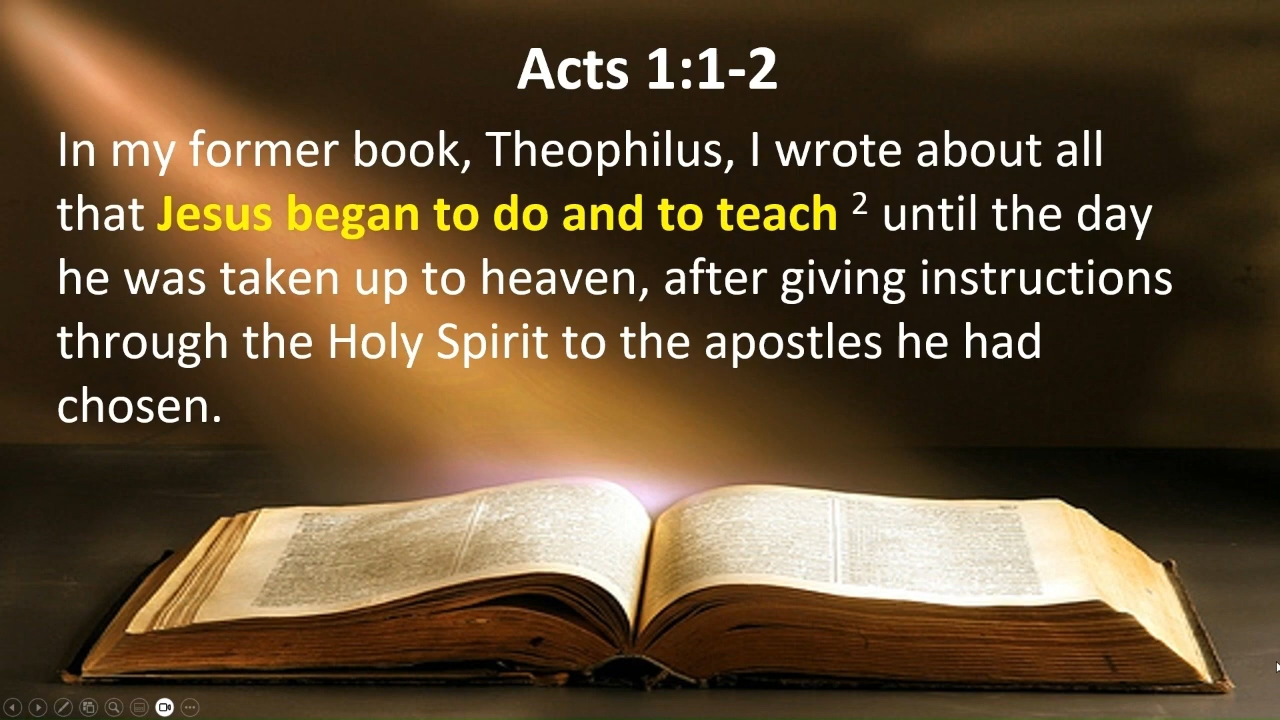 Acts 1:1-2
In my former book, Theophilus, I wrote about all
that Jesus began to do and to teach ² until the day
he was taken up to heaven, after giving instructions
through the Holy Spirit to the apostles he had
chosen.